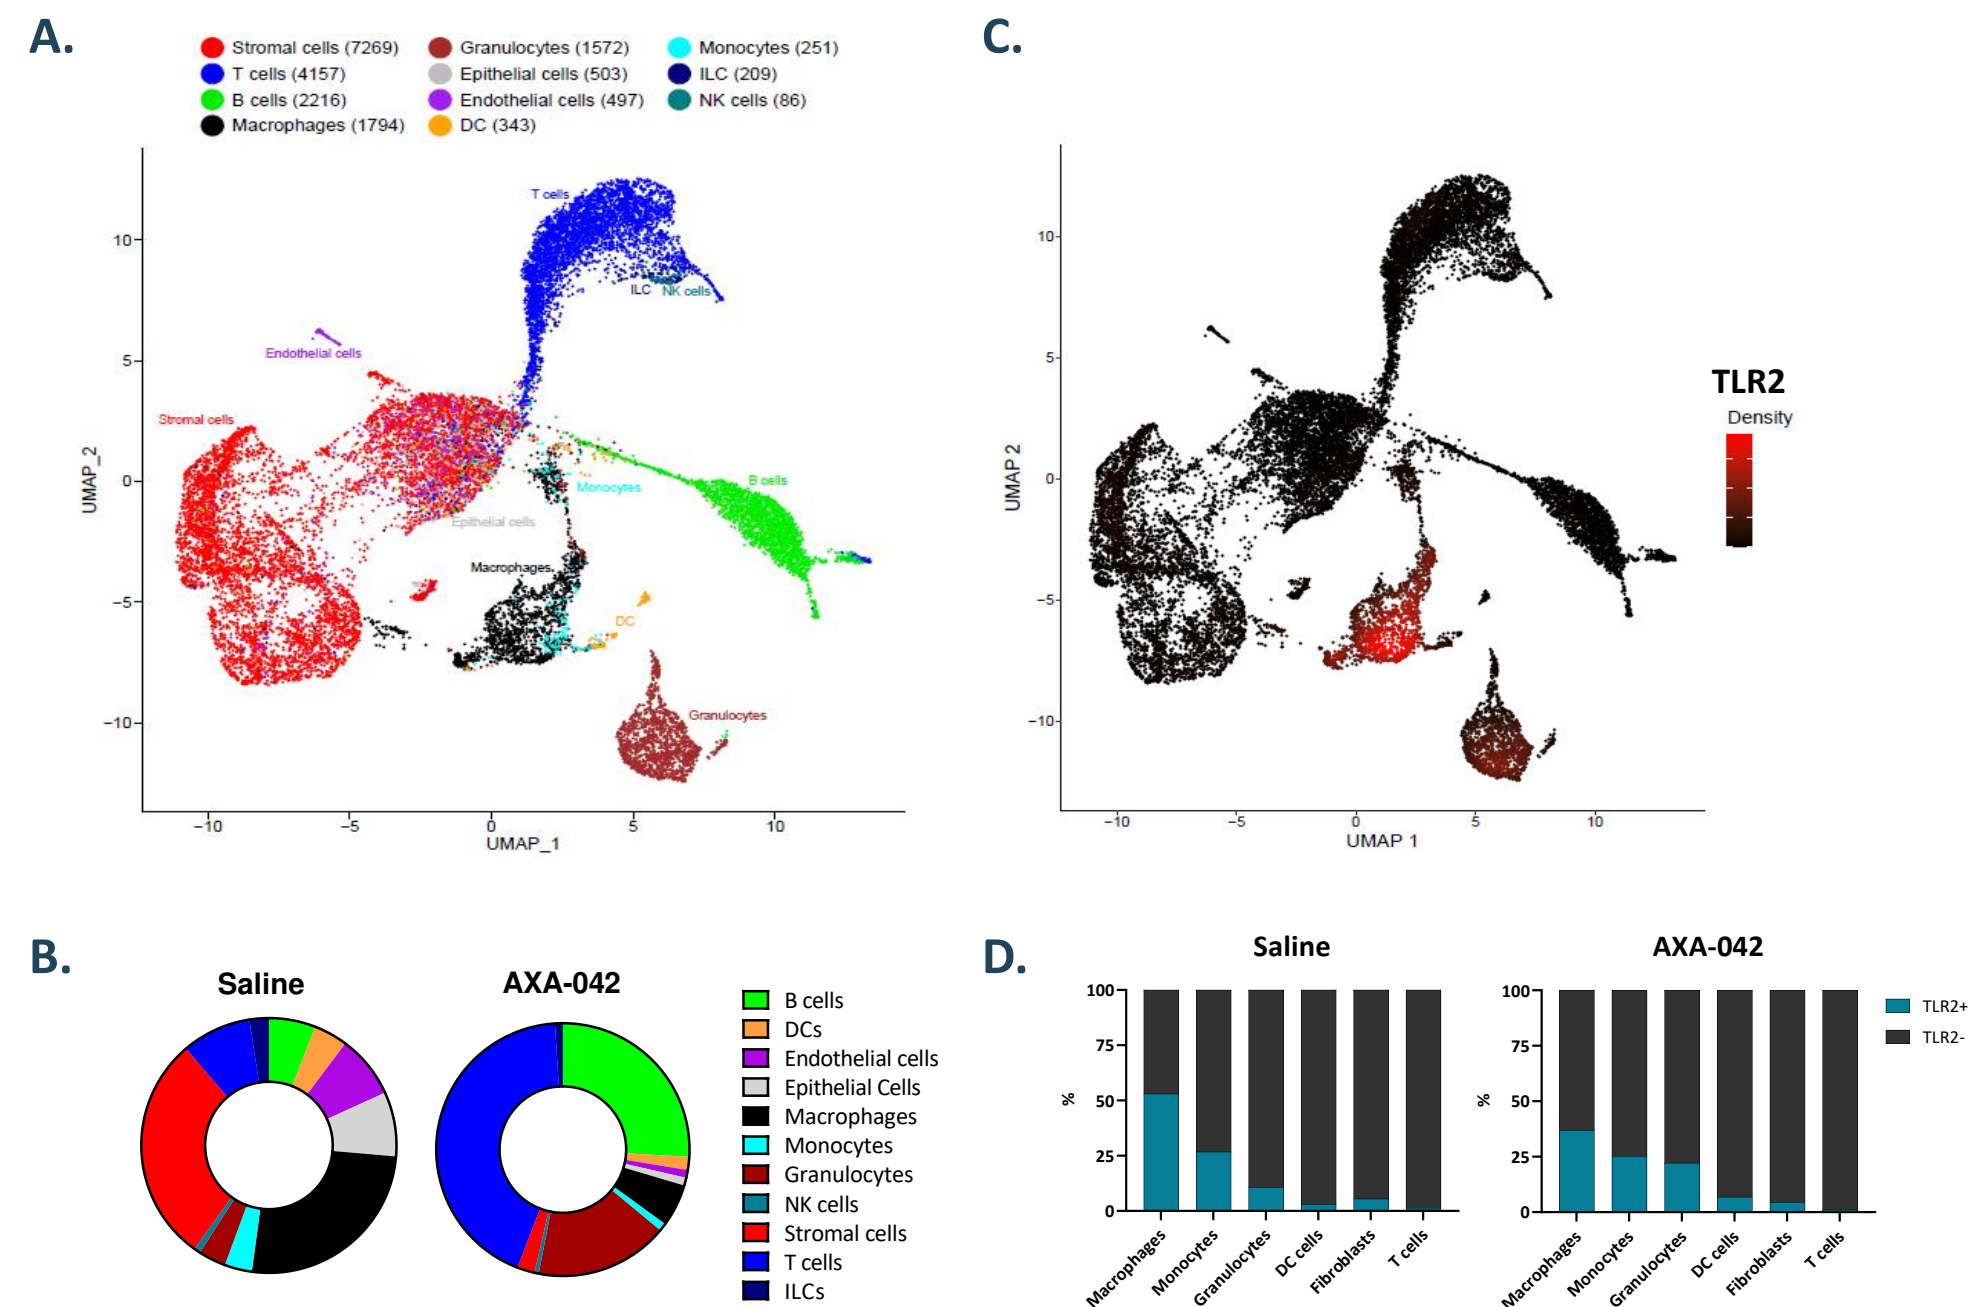 A.
Stromal cells (7269)
T cells (4157)
B cells (2216)
Macrophages (1794)
Granulocytes (1572)
Epithelial cells (503)
Endothelial cells (497)
DC (343)
Monocytes (251)
ILC (209)
NK cells (86)
T cells
ILC
NK cells
Endothelial cells
Stromal cells
B cells
Monocytes
Epithelial cells
Macrophages
DC
Granulocytes
10
5
0
−5
−10
UMAP_2
−10
−5
0
5
10
UMAP_1
C.
10
5
0
−5
−10
UMAP 2
−10
−5
0
5
10
UMAP 1
TLR2
Density
B.
Saline
AXA-042
B cells
DCs
Endothelial cells
Epithelial Cells
Macrophages
Monocytes
Granulocytes
NK cells
Stromal cells
T cells
ILCs
D.
Saline
100
75
50
25
0
%
Macrophages
Monocytes
Granulocytes
DC cells
Fibroblasts
T cells
AXA-042
100
75
50
25
0
%
Macrophages
Monocytes
Granulocytes
DC cells
Fibroblasts
T cells
TLR2+
TLR2-